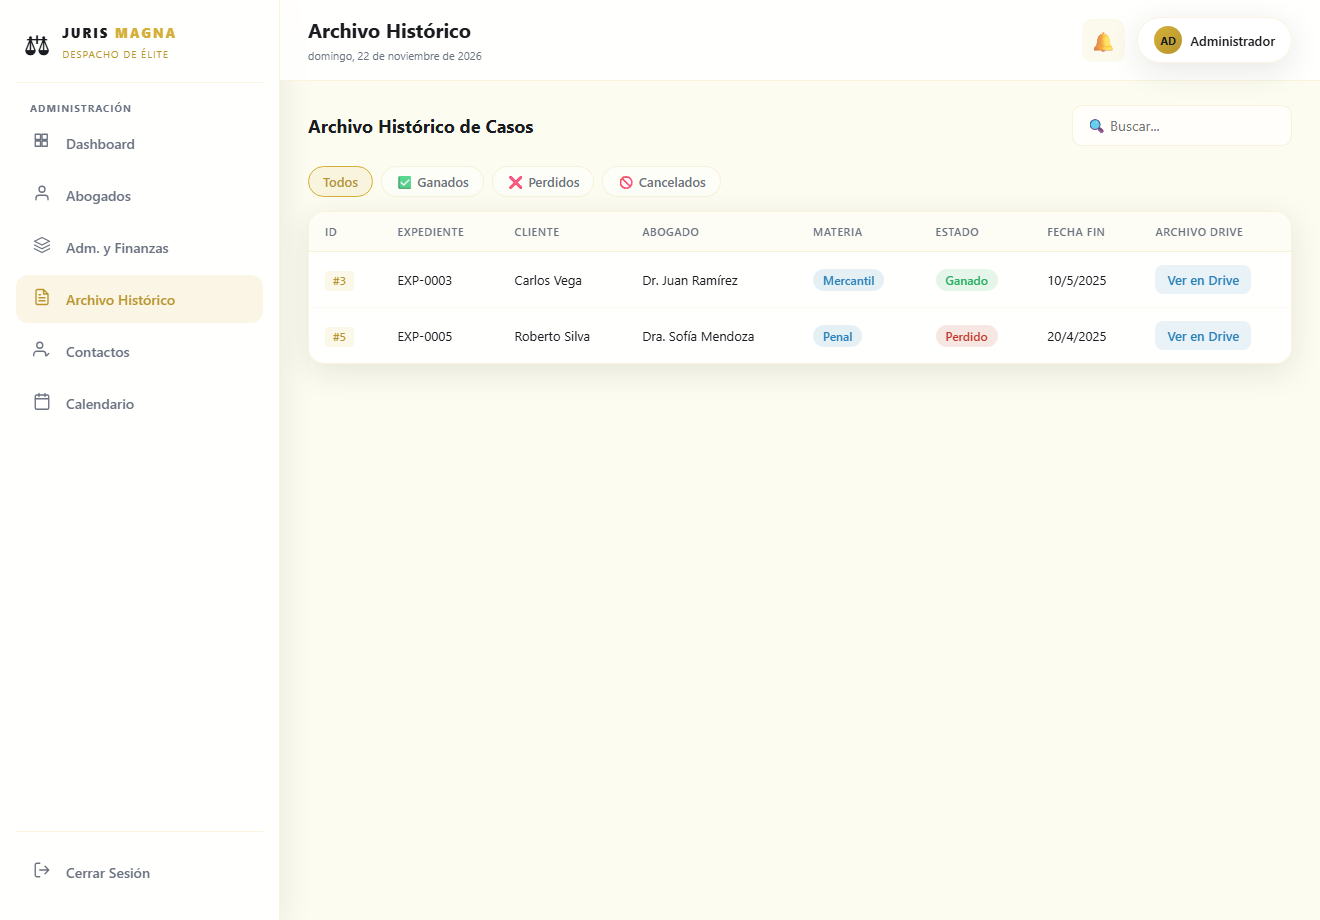 JURIS MAGNA
DESPACHO DE ÉLITE
ADMINISTRACIÓN
Dashboard
Abogados
Adm. y Finanzas
Archivo Histórico
Contactos
Calendario
Cerrar Sesión
Archivo Histórico
domingo, 22 de noviembre de 2026
AD Administrador
Archivo Histórico de Casos
Buscar...
Todos Ganados Perdidos Cancelados
ID EXPEDIENTE CLIENTE ABOGADO MATERIA ESTADO FECHA FIN ARCHIVO DRIVE
#3 EXP-0003 Carlos Vega Dr. Juan Ramírez Mercantil Ganado 10/5/2025 Ver en Drive
#5 EXP-0005 Roberto Silva Dra. Sofía Mendoza Penal Perdido 20/4/2025 Ver en Drive